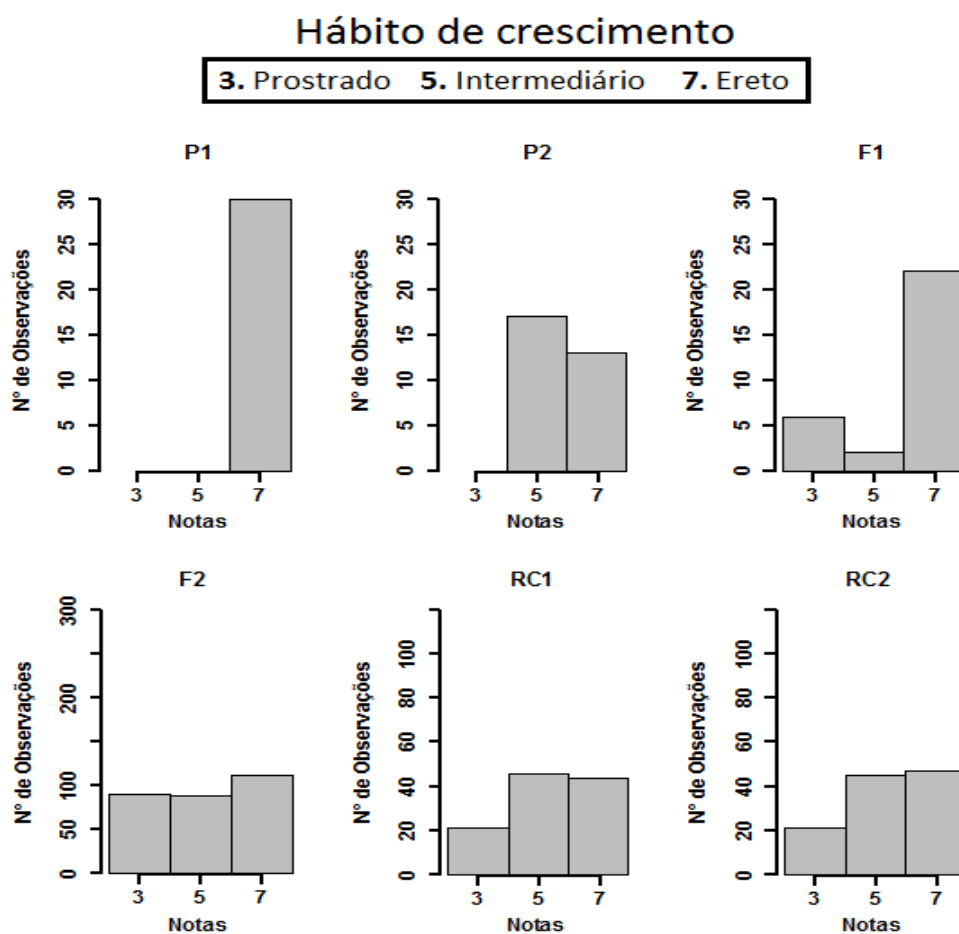 Hábito de crescimento
3. Prostrado 5. Intermediário 7. Ereto
P1
N° de Observações
0 5 10 15 20 25 30
3 5 7
Notas
P2
N° de Observações
0 5 10 15 20 25 30
3 5 7
Notas
F1
N° de Observações
0 5 10 15 20 25 30
3 5 7
Notas
F2
N° de Observações
0 50 100 200 300
3 5 7
Notas
RC1
N° de Observações
0 20 40 60 80 100
3 5 7
Notas
RC2
N° de Observações
0 20 40 60 80 100
3 5 7
Notas